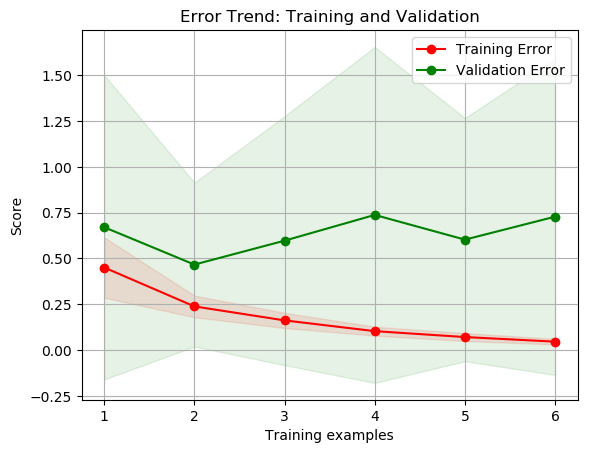 Error Trend: Training and Validation
Training Error
Validation Error
1.50
1.25
1.00
0.75
0.50
0.25
0.00
−0.25
Score
1 2 3 4 5 6
Training examples